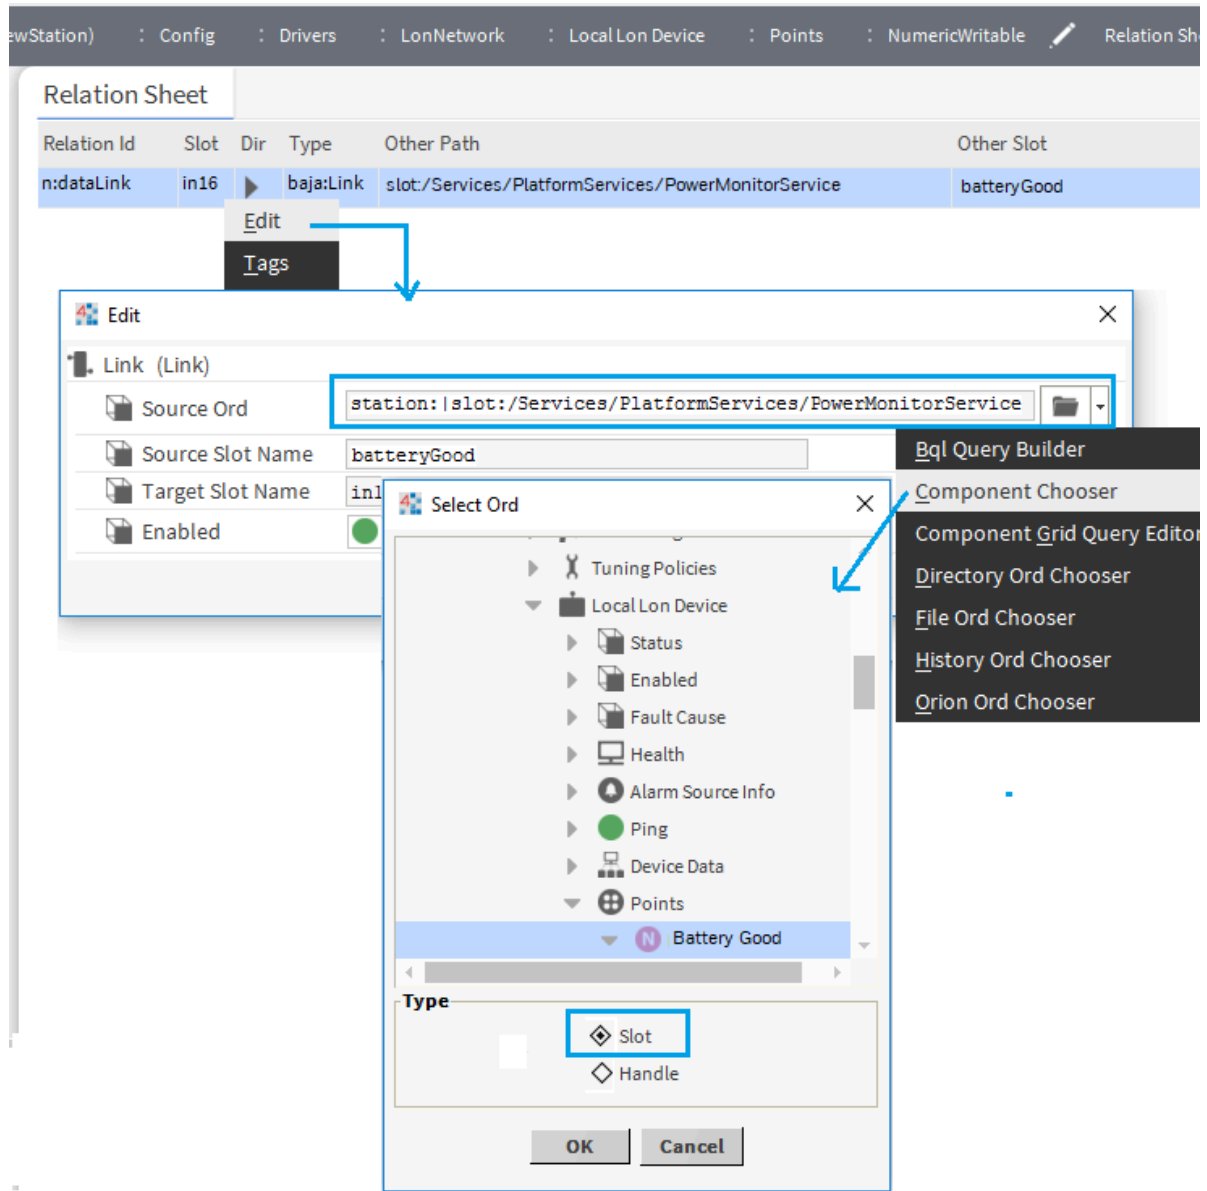 ewStation) : Config : Drivers : LonNetwork : Local Lon Device : Points : NumericWritable Relation Sh
Relation Sheet
Relation Id Slot Dir Type Other Path Other Slot
n:dataLink in16 baja:Link slot:/Services/PlatformServices/PowerMonitorService batteryGood
Edit
Tags
Edit
Link (Link)
Source Ord station:|slot:/Services/PlatformServices/PowerMonitorService
Source Slot Name batteryGood
Target Slot Name in1
Enabled
Bql Query Builder
Component Chooser
Component Grid Query Editor
Directory Ord Chooser
File Ord Chooser
History Ord Chooser
Orion Ord Chooser
Select Ord
Tuning Policies
Local Lon Device
Status
Enabled
Fault Cause
Health
Alarm Source Info
Ping
Device Data
Points
N Battery Good
Type
Slot
Handle
OK Cancel